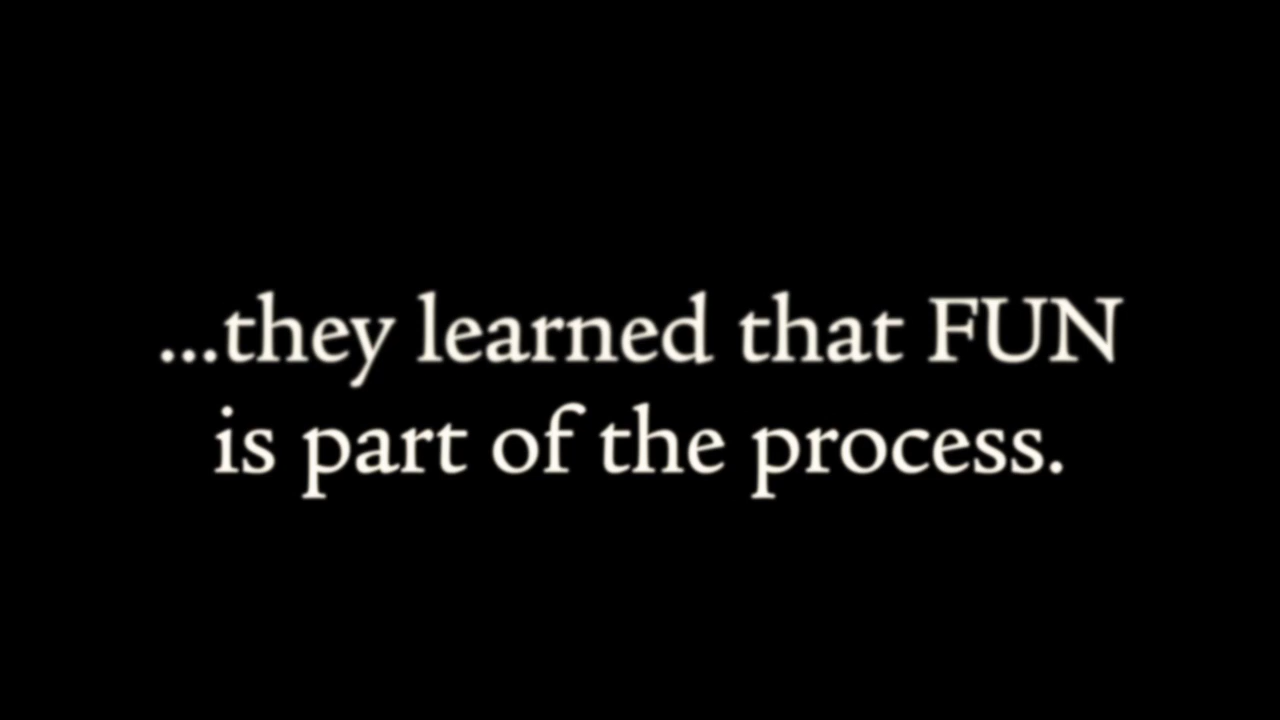 ...they learned that FUN
is part of the process.